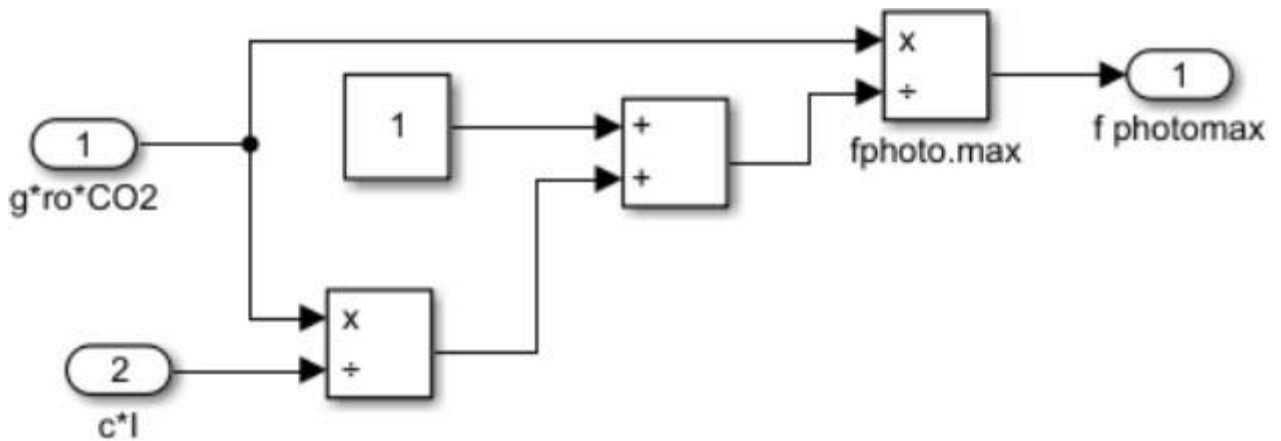 x
÷
1
f photomax
fphoto.max
1
+
+
1
g*ro*CO2
x
÷
2
c*I